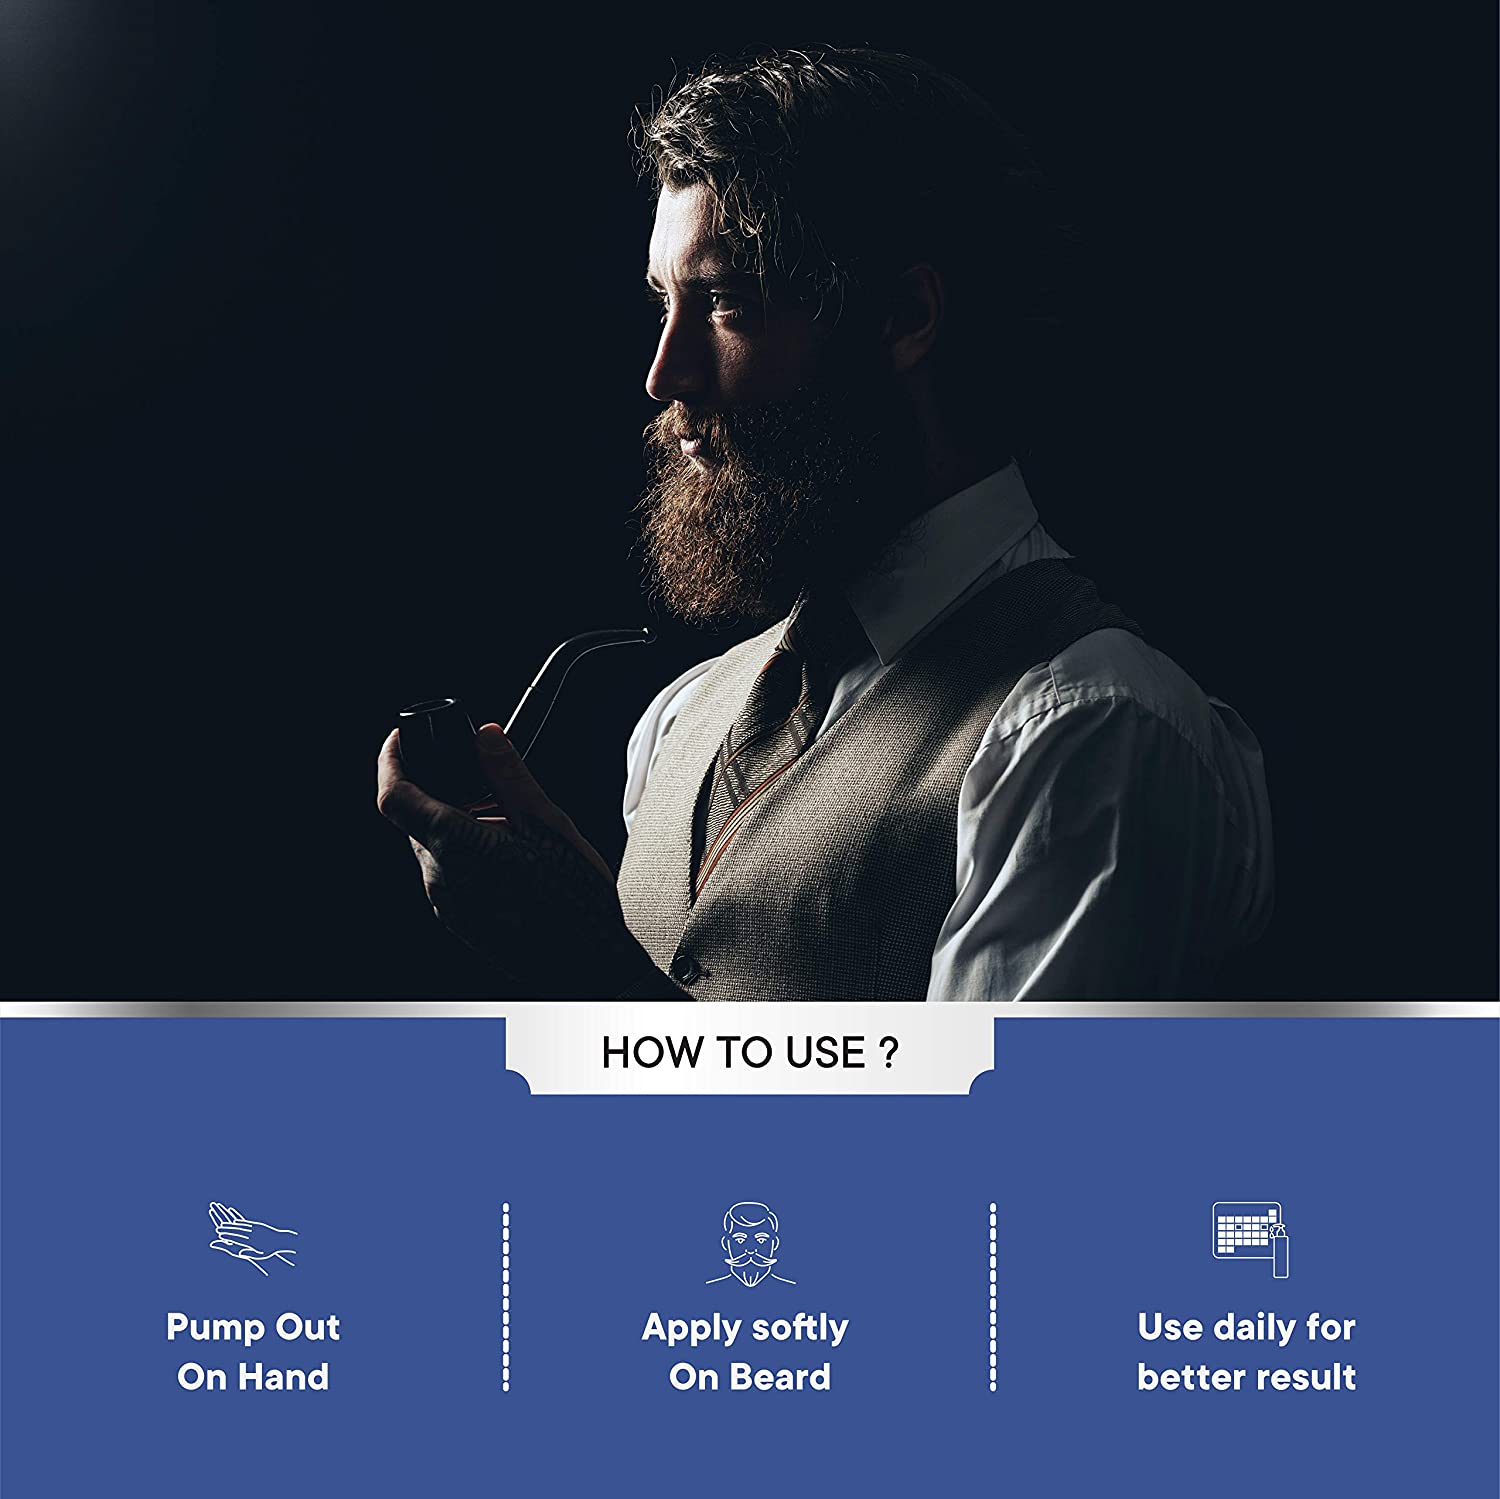 HOW TO USE ?
Pump Out
On Hand
Apply softly
On Beard
Use daily for
better result